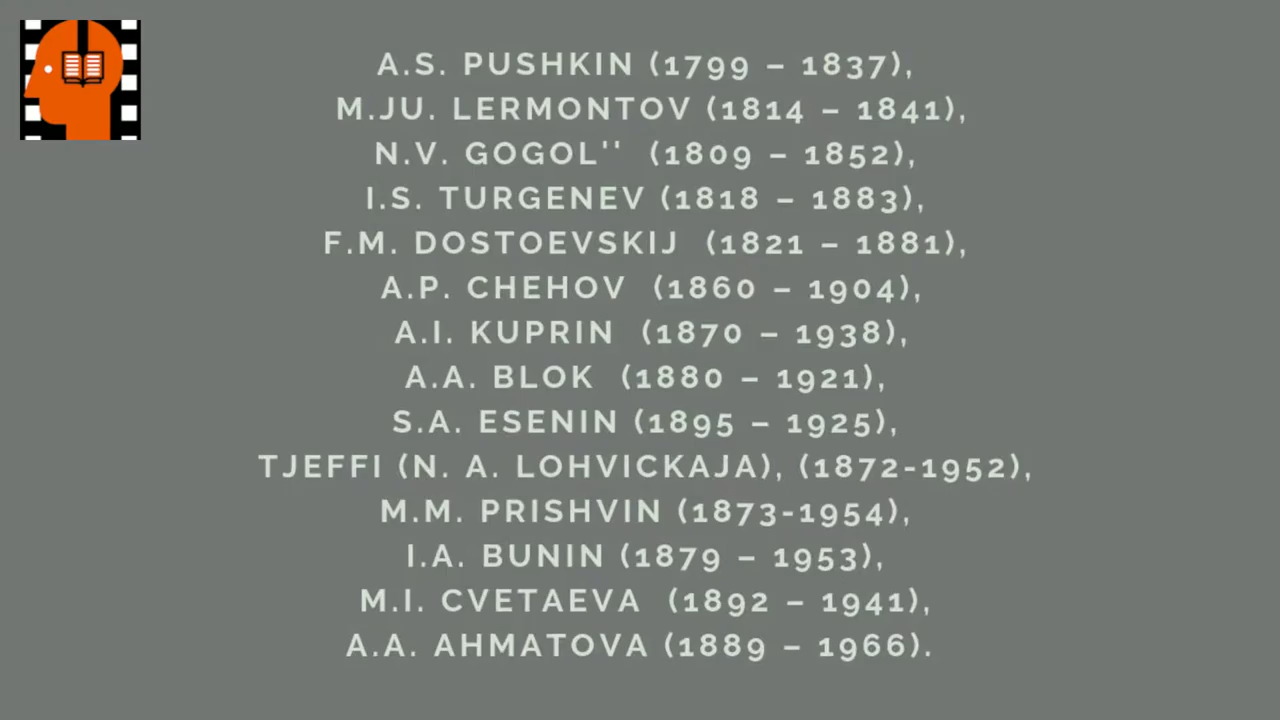 A.S. PUSHKIN (1799 – 1837),
M.JU. LERMONTOV (1814 – 1841),
N.V. GOGOL'' (1809 – 1852),
I.S. TURGENEV (1818 – 1883),
F.M. DOSTOEVSKIJ (1821 – 1881),
A.P. CHEHOV (1860 – 1904),
A.I. KUPRIN (1870 – 1938),
A.A. BLOK (1880 – 1921),
S.A. ESENIN (1895 – 1925),
TJEFFI (N. A. LOHVICKAJA), (1872-1952),
M.M. PRISHVIN (1873-1954),
I.A. BUNIN (1879 – 1953),
M.I. CVETAEVA (1892 – 1941),
A.A. AHMATOVA (1889 – 1966).